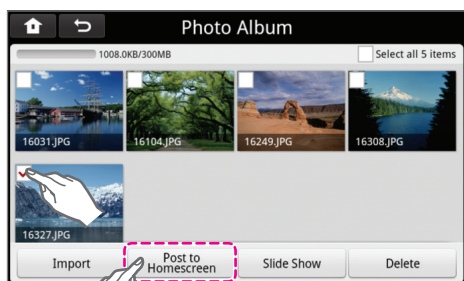 Photo Album
1008.0KB/300MB
Select all 5 items
16031.JPG
16104.JPG
16249.JPG
16308.JPG
16327.JPG
Import
Post to
Homescreen
Slide Show
Delete